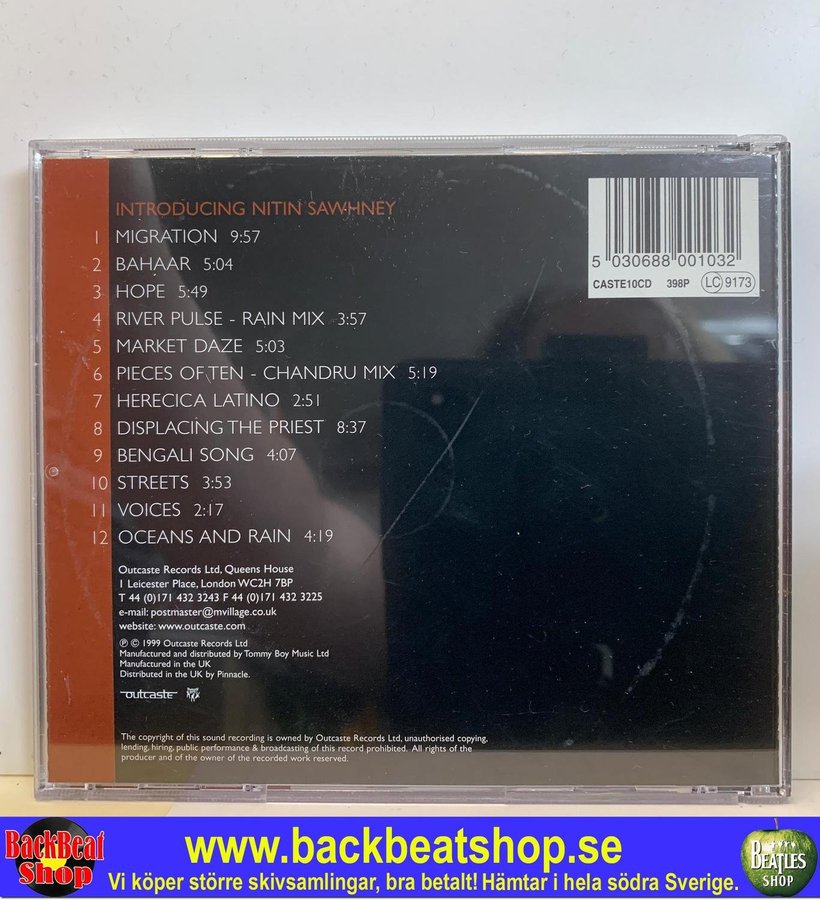 INTRODUCING NITIN SAWHNEY
1 MIGRATION 9:57
2 BAHAAR 5:04
3 HOPE 5:49
4 RIVER PULSE - RAIN MIX 3:57
5 MARKET DAZE 5:03
6 PIECES OF TEN - CHANDRU MIX 5:19
7 HERECICA LATINO 2:51
8 DISPLACING THE PRIEST 8:37
9 BENGALI SONG 4:07
10 STREETS 3:53
11 VOICES 2:17
12 OCEANS AND RAIN 4:19
5 030688 001032
CASTE10CD 398P LC 9173
Outcaste Records Ltd, Queens House
1 Leicester Place, London WC2H 7BP
T 44 (0)171 432 3243 F 44 (0)171 432 3225
e-mail: postmaster@mvillage.co.uk
website: www.outcaste.com
℗ © 1999 Outcaste Records Ltd
Manufactured and distributed by Tommy Boy Music Ltd
Manufactured in the UK
Distributed in the UK by Pinnacle.
outcaste
The copyright of this sound recording is owned by Outcaste Records Ltd, unauthorised copying,
lending, hiring, public performance & broadcasting of this record prohibited. All rights of the
producer and of the owner of the recorded work reserved.
BackBeat
Shop
www.backbeatshop.se
Vi köper större skivsamlingar, bra betalt! Hämtar i hela södra Sverige.
BEATLES
SHOP